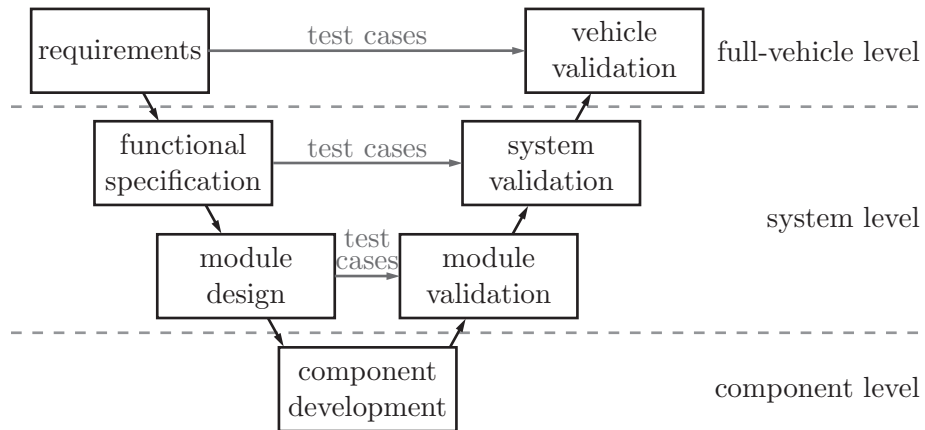 requirements
test cases
vehicle
validation
full-vehicle level
functional
specification
test cases
system
validation
system level
module
design
test
cases
module
validation
component
development
component level